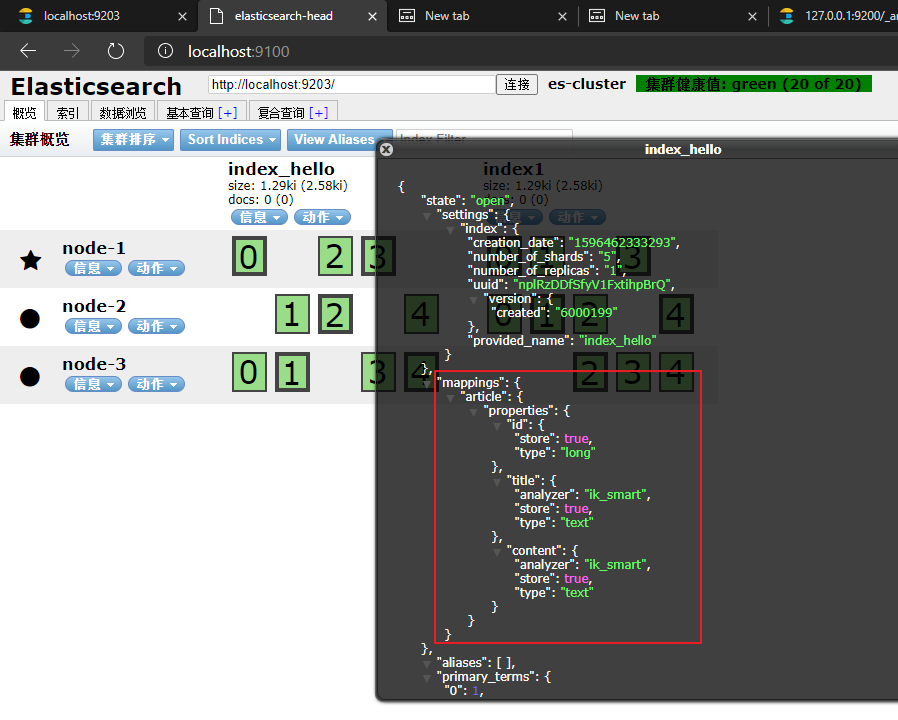 localhost:9203
elasticsearch-head
New tab
New tab
127.0.0.1:9200/_a
localhost:9100
Elasticsearch
http://localhost:9203/
连接
es-cluster
集群健康值: green (20 of 20)
概览
索引
数据浏览
基本查询 [+]
复合查询 [+]
集群概览
集群排序
Sort Indices
View Aliases
Index Filter
index_hello
size: 1.29ki (2.58ki)
docs: 0 (0)
信息
动作
index1
size: 1.29ki (2.58ki)
docs: 0 (0)
动作
node-1
信息
动作
0
2
3
0
3
node-2
信息
动作
1
2
4
0
1
2
4
node-3
信息
动作
0
1
3
4
2
3
4
index_hello
{
"state": "open",
"settings": {
"index": {
"creation_date": "1596462333293",
"number_of_shards": "5",
"number_of_replicas": "1",
"uuid": "nplRzDDfSfyV1FxtihpBrQ",
"version": {
"created": "6000199"
},
"provided_name": "index_hello"
}
},
"mappings": {
"article": {
"properties": {
"id": {
"store": true,
"type": "long"
},
"title": {
"analyzer": "ik_smart",
"store": true,
"type": "text"
},
"content": {
"analyzer": "ik_smart",
"store": true,
"type": "text"
}
}
}
},
"aliases": [ ],
"primary_terms": {
"0": 1,